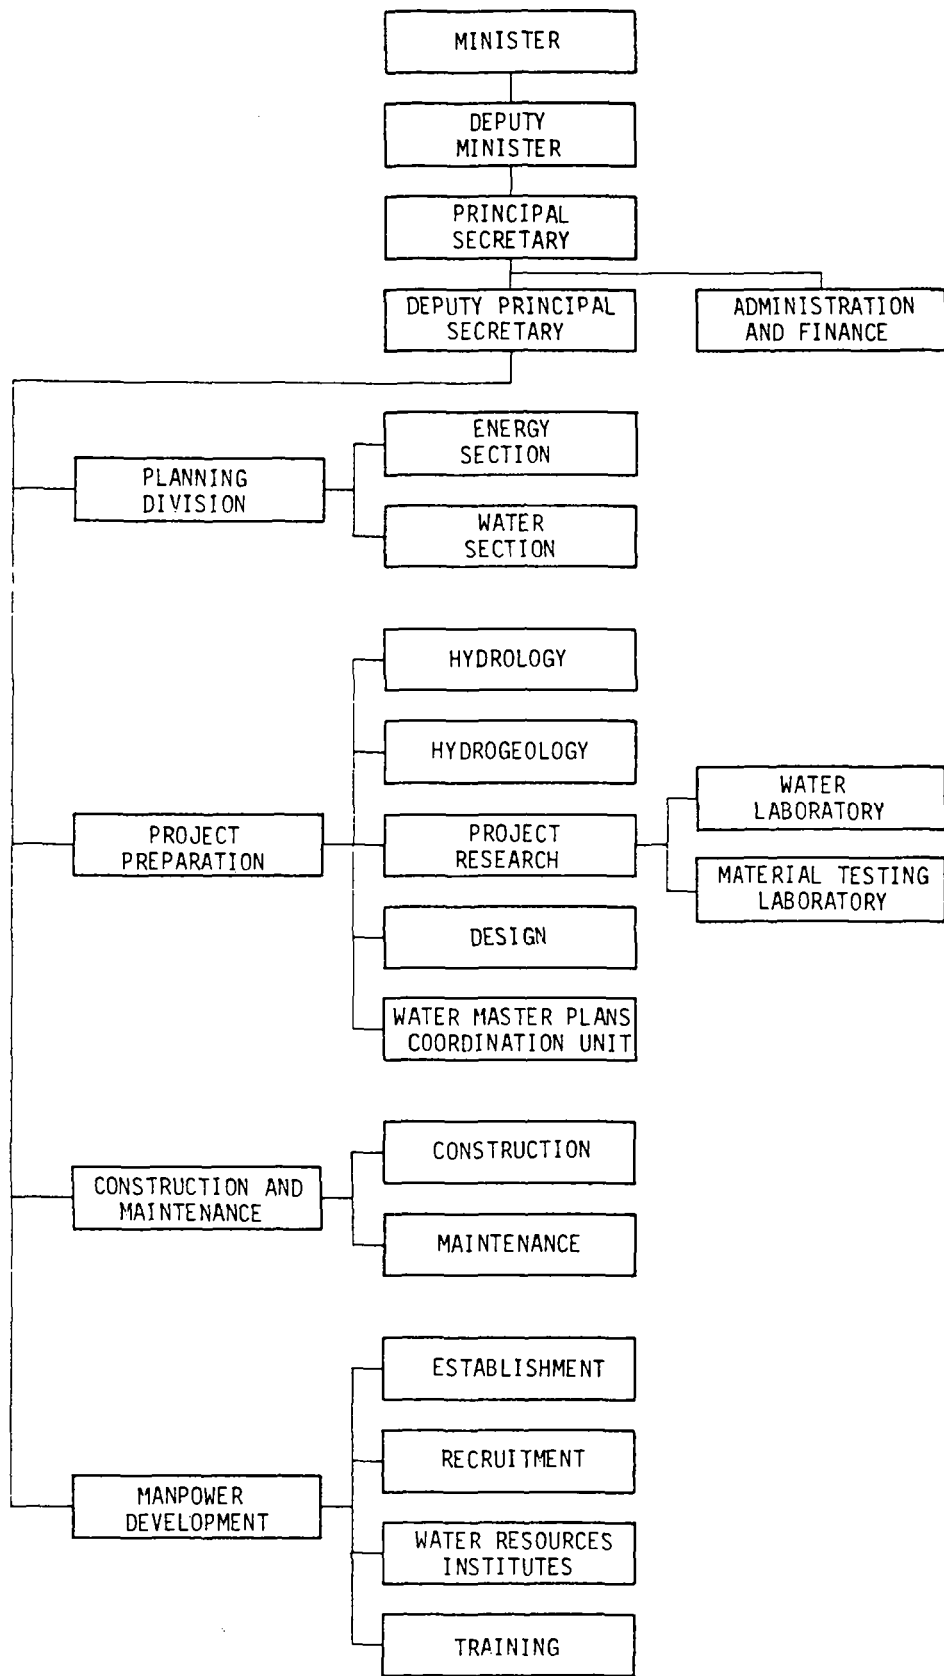 MINISTER
DEPUTY
MINISTER
PRINCIPAL
SECRETARY
DEPUTY PRINCIPAL
SECRETARY
ADMINISTRATION
AND FINANCE
ENERGY
SECTION
PLANNING
DIVISION
WATER
SECTION
HYDROLOGY
HYDROGEOLOGY
WATER
LABORATORY
PROJECT
PREPARATION
PROJECT
RESEARCH
MATERIAL TESTING
LABORATORY
DESIGN
WATER MASTER PLANS
COORDINATION UNIT
CONSTRUCTION
CONSTRUCTION AND
MAINTENANCE
MAINTENANCE
ESTABLISHMENT
RECRUITMENT
MANPOWER
DEVELOPMENT
WATER RESOURCES
INSTITUTES
TRAINING